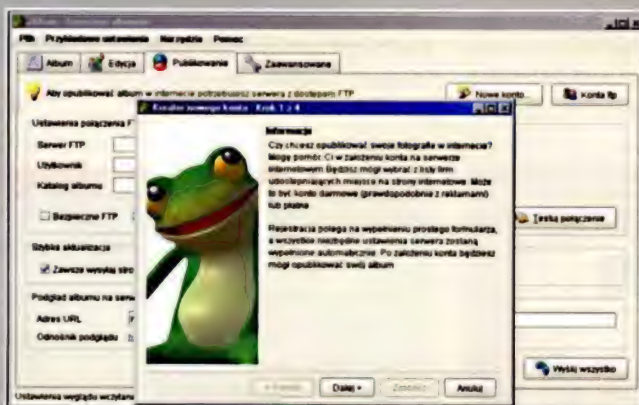 Plik Przykładowe ustawienia Narzędzia Pomoc
Album Edycja Publikowanie Zaawansowane
Aby opublikować album w internecie potrzebujesz serwera z dostępem FTP
Nowe konto... Konta ftp
Kreator nowego konta - Krok 1 z 4
Ustawienia połączenia F
Serwer FTP
Użytkownik
Katalog albumu
Bezpieczne FTP
Testuj połączenie
Szybka aktualizacja
Zawsze wysyłaj stro
Podgląd albumu na serw
Adres URL
Odnośnik podglądu
Wyślij wszystko
Ustawienia wyglądu wczytane
Informacje
Czy chcesz opublikować swoje fotografie w internecie?
Mogę pomóc Ci w założeniu konta na serwerze
internetowym. Będziesz mógł wybrać z listy firm
udostępniających miejsce na strony internetowe. Może
to być konto darmowe (prawdopodobnie z reklamami)
lub płatne
Rejestracja polega na wypełnieniu prostego formularza,
a wszystkie niezbędne ustawienia serwera zostaną
wypełnione automatycznie. Po założeniu konta będziesz
mógł opublikować swój album
Dalej Anuluj